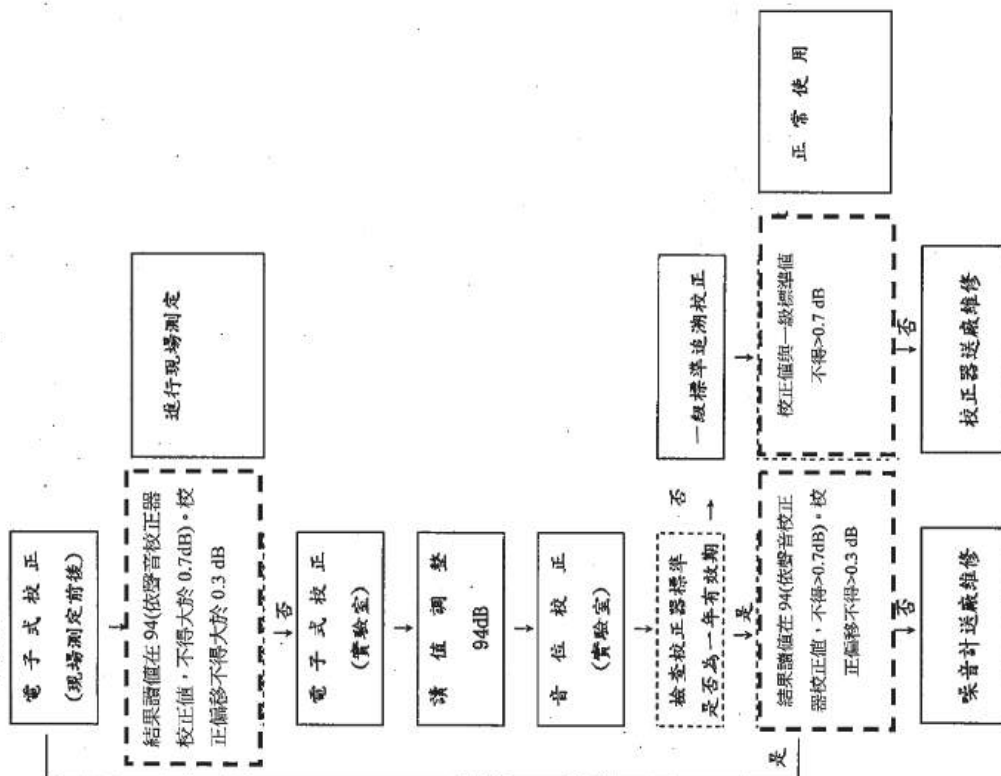 電子式校正
(現場測定前後)
↓
結果讀值在 94(依聲音校正器
校正值，不得大於 0.7dB)。校
正偏移不得大於 0.3 dB
進行現場測定
↓否
電子式校正
(實驗室)
↓
讀值調整
94dB
↓
音位校正
(實驗室)
↓
檢查校正器標準
是否為一年有效期
否
→
一級標準追溯校正
↓是
↓
結果讀值在 94(依聲音校正
器校正值，不得>0.7dB)。校
正偏移不得>0.3 dB
是
校正值與一級標準值
不得>0.7 dB
正常使用
↓否
↓否
噪音計送廠維修
校正器送廠維修